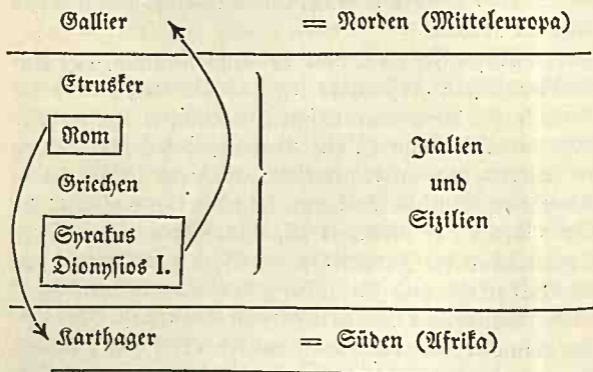 Gallier = Norden (Mitteleuropa)
Etrusker
Rom
Griechen
Syrakus
Dionysios I.
Italien
und
Sizilien
Karthager = Süden (Afrika)